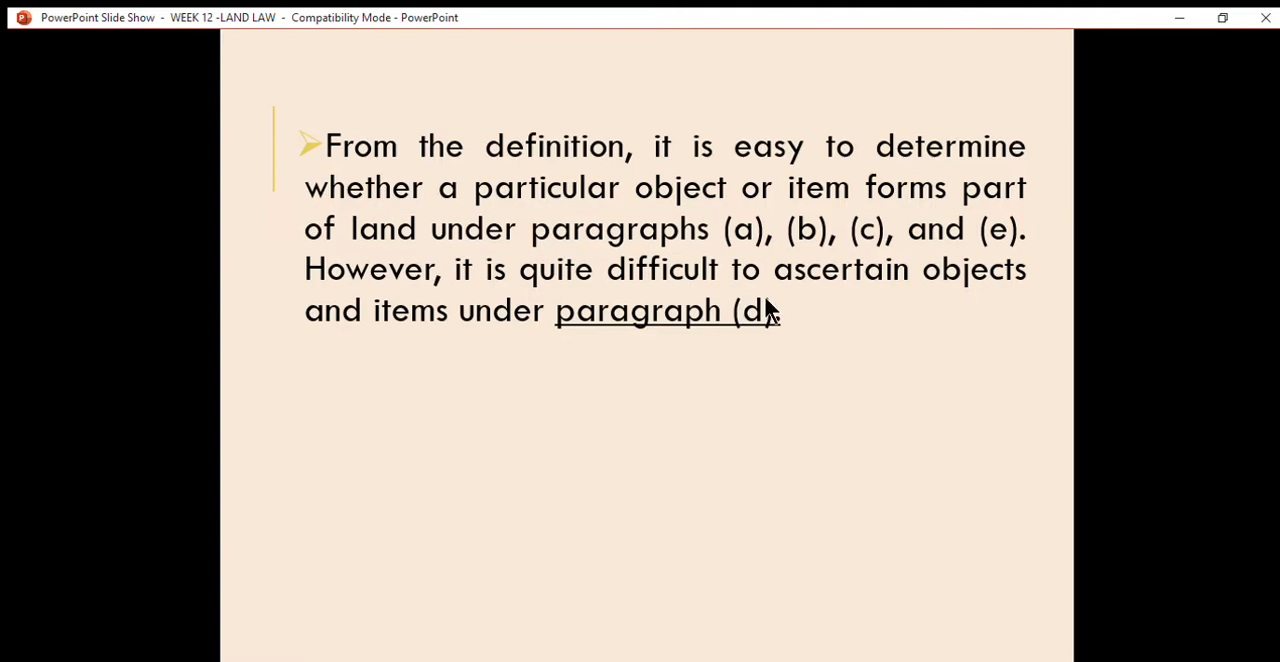 PowerPoint Slide Show - WEEK 12 -LAND LAW - Compatibility Mode - PowerPoint
From the definition, it is easy to determine
whether a particular object or item forms part
of land under paragraphs (a), (b), (c), and (e).
However, it is quite difficult to ascertain objects
and items under paragraph (d).